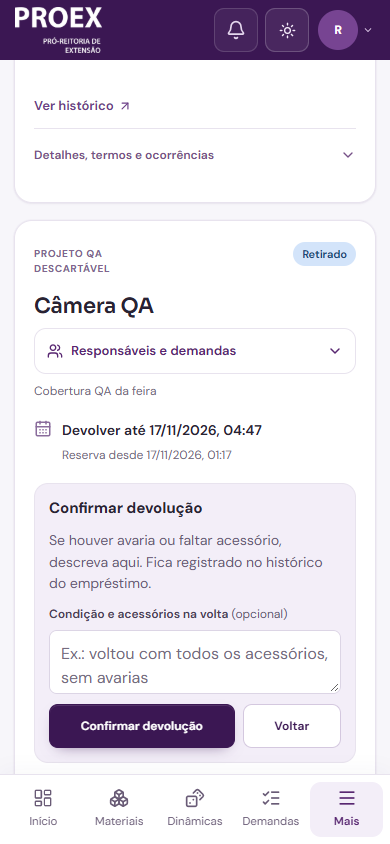 PROEX
PRÓ-REITORIA DE
EXTENSÃO
R
Ver histórico
Detalhes, termos e ocorrências
PROJETO QA
DESCARTÁVEL
Retirado
Câmera QA
Responsáveis e demandas
Cobertura QA da feira
Devolver até 17/11/2026, 04:47
Reserva desde 17/11/2026, 01:17
Confirmar devolução
Se houver avaria ou faltar acessório,
descreva aqui. Fica registrado no histórico
do empréstimo.
Condição e acessórios na volta (opcional)
Ex.: voltou com todos os acessórios,
sem avarias
Confirmar devolução
Voltar
Início
Materiais
Dinâmicas
Demandas
Mais